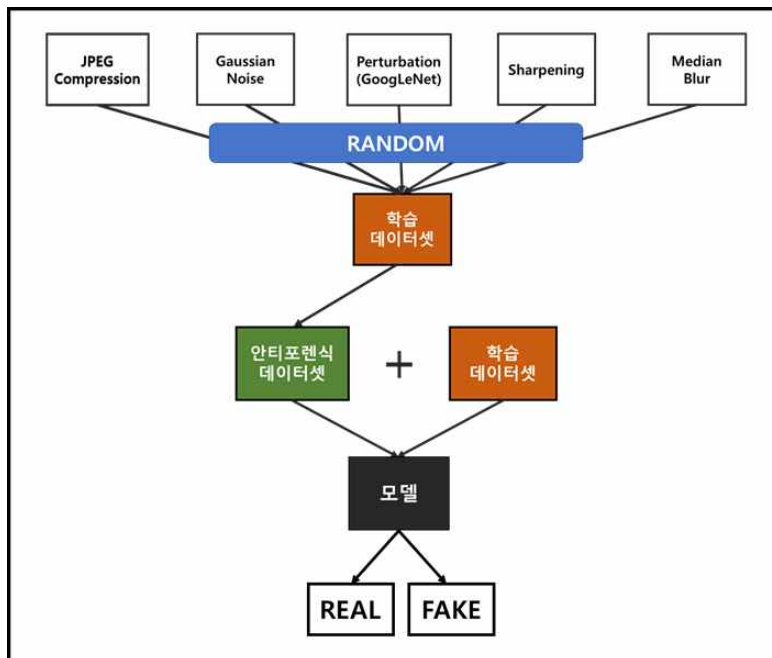 JPEG
Compression
Gaussian
Noise
Perturbation
(GoogLeNet)
Sharpening
Median
Blur
RANDOM
학습
데이터셋
안티포렌식
데이터셋
+
학습
데이터셋
모델
REAL
FAKE